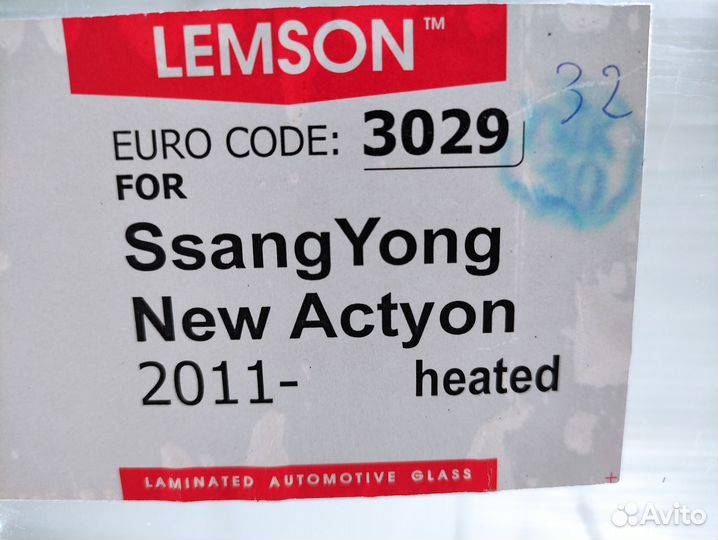 LEMSON™
EURO CODE: 3029
32
FOR
SsangYong
New Actyon
2011- heated
LAMINATED AUTOMOTIVE GLASS
Avito